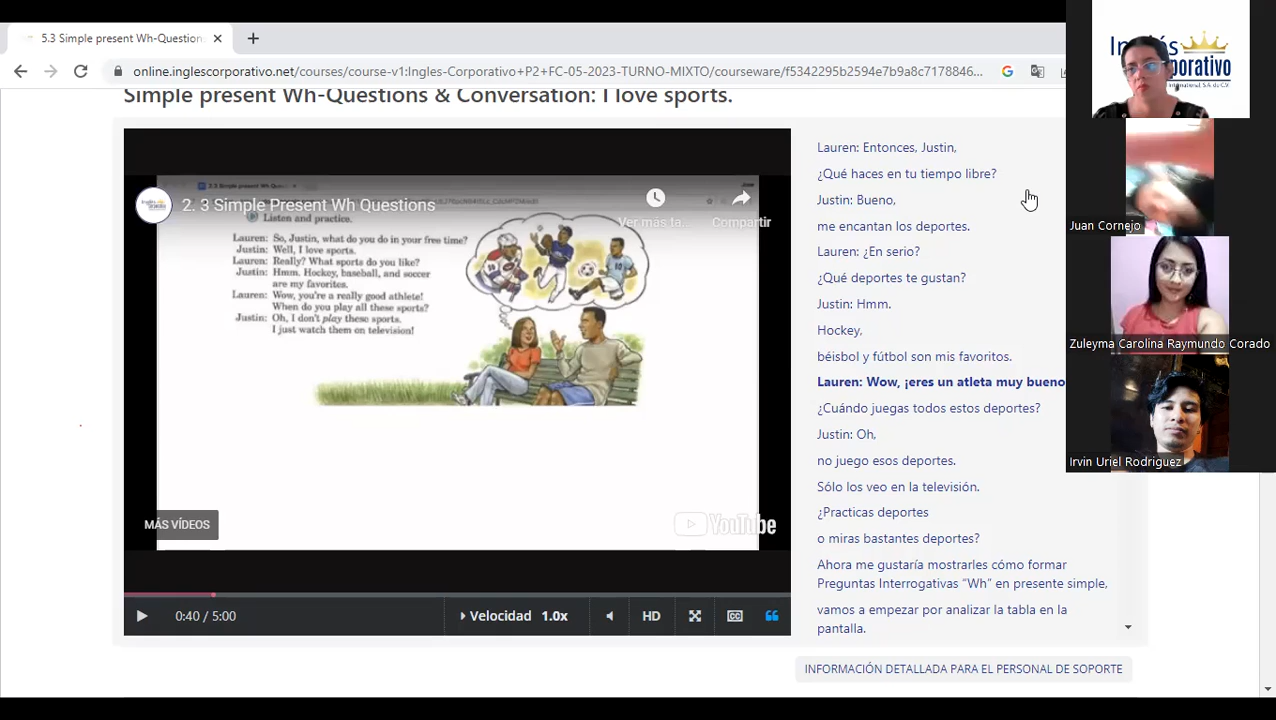 5.3 Simple present Wh-Question
online.inglescorporativo.net/courses/course-v1:Ing
orativo+P2+FC-05-2023-TURNO-MIXTO/courseware/f5342295b2594e7b
8c7178846...
Simple present Wh-Questions & Conversation: I love sports.
2. 3 Simple Present Wh Questions
Ver más ta...
Compartir
Listen and practice.
Lauren: So, Justin, what do you do in your free time?
Justin: Well, I love sports.
Lauren: Really? What sports do you like?
Justin: Hmm. Hockey, baseball, and soccer
are my favorites.
Lauren: Wow, you're a really good athlete!
When do you play all these sports?
Justin: Oh, I don't play these sports.
I just watch them on television!
MÁS VÍDEOS
YouTube
0:40 / 5:00
Velocidad 1.0x
HD
CC
Lauren: Entonces, Justin,
¿Qué haces en tu tiempo libre?
Justin: Bueno,
me encantan los deportes.
Lauren: ¿En serio?
¿Qué deportes te gustan?
Justin: Hmm.
Hockey,
béisbol y fútbol son mis favoritos.
Lauren: Wow, ¡eres un atleta muy bueno
¿Cuándo juegas todos estos deportes?
Justin: Oh,
no juego esos deportes.
Sólo los veo en la televisión.
¿Practicas deportes
o miras bastantes deportes?
Ahora me gustaría mostrarles cómo formar
Preguntas Interrogativas “Wh” en presente simple,
vamos a empezar por analizar la tabla en la
pantalla.
INFORMACIÓN DETALLADA PARA EL PERSONAL DE SOPORTE
Juan Cornejo
Zuleyma Carolina Raymundo Corado
Irvin Uriel Rodriguez